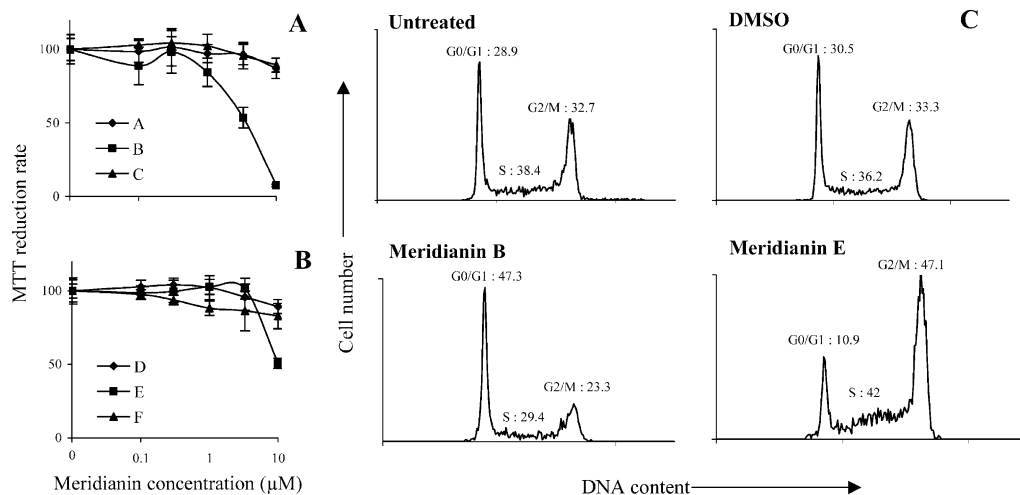 A
100
50
0
A
B
C
MTT reduction rate
B
100
50
0
D
E
F
0
0.1
1
10
Meridianin concentration (µM)
C
Untreated
G0/G1 : 28.9
G2/M : 32.7
S : 38.4
DMSO
G0/G1 : 30.5
G2/M : 33.3
S : 36.2
Cell number
Meridianin B
G0/G1 : 47.3
G2/M : 23.3
S : 29.4
Meridianin E
G2/M : 47.1
G0/G1 : 10.9
S : 42
DNA content